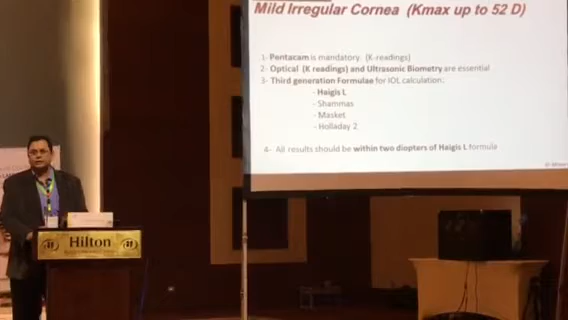 Mild Irregular Cornea (Kmax up to 52 D)
1- Pentacam is mandatory. (K-readings)
2- Optical (K readings) and Ultrasonic Biometry are essential
3- Third generation Formulae for IOL calculation:
- Haigis L
- Shammas
- Masket
- Holladay 2
4- All results should be within two diopters of Haigis L formula
Hilton